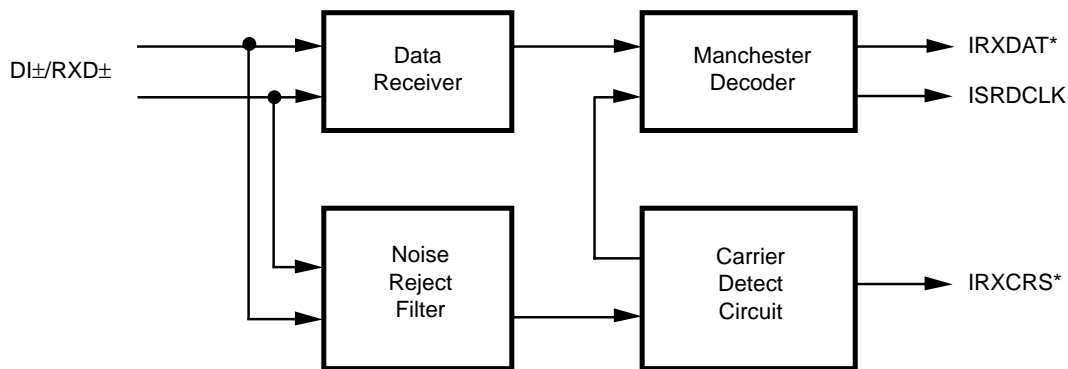 DI±/RXD±
Data
Receiver
Manchester
Decoder
IRXDAT*
ISRDCLK
Noise
Reject
Filter
Carrier
Detect
Circuit
IRXCRS*